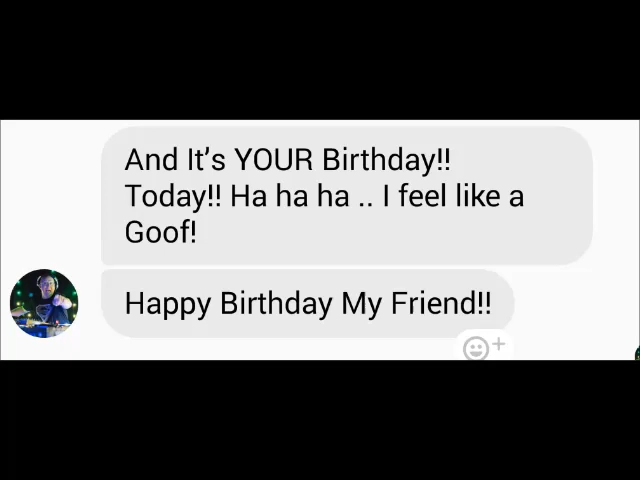 And It's YOUR Birthday!!
Today!! Ha ha ha .. I feel like a
Goof!
Happy Birthday My Friend!!